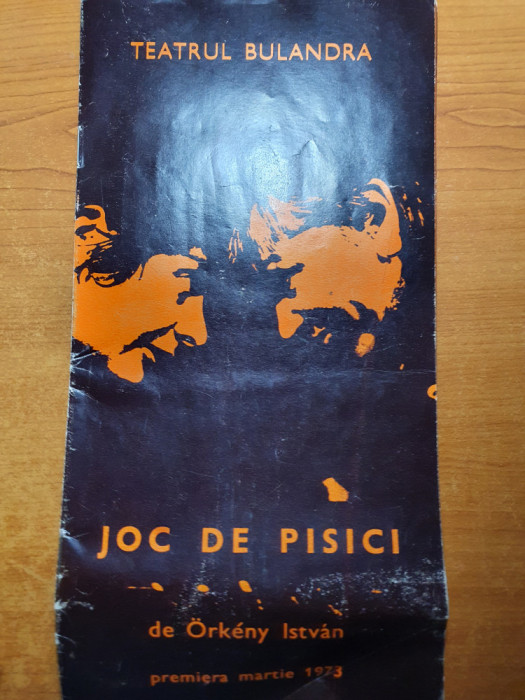 TEATRUL BULANDRA
JOC DE PISICI
de Örkény István
premiera martie 1973